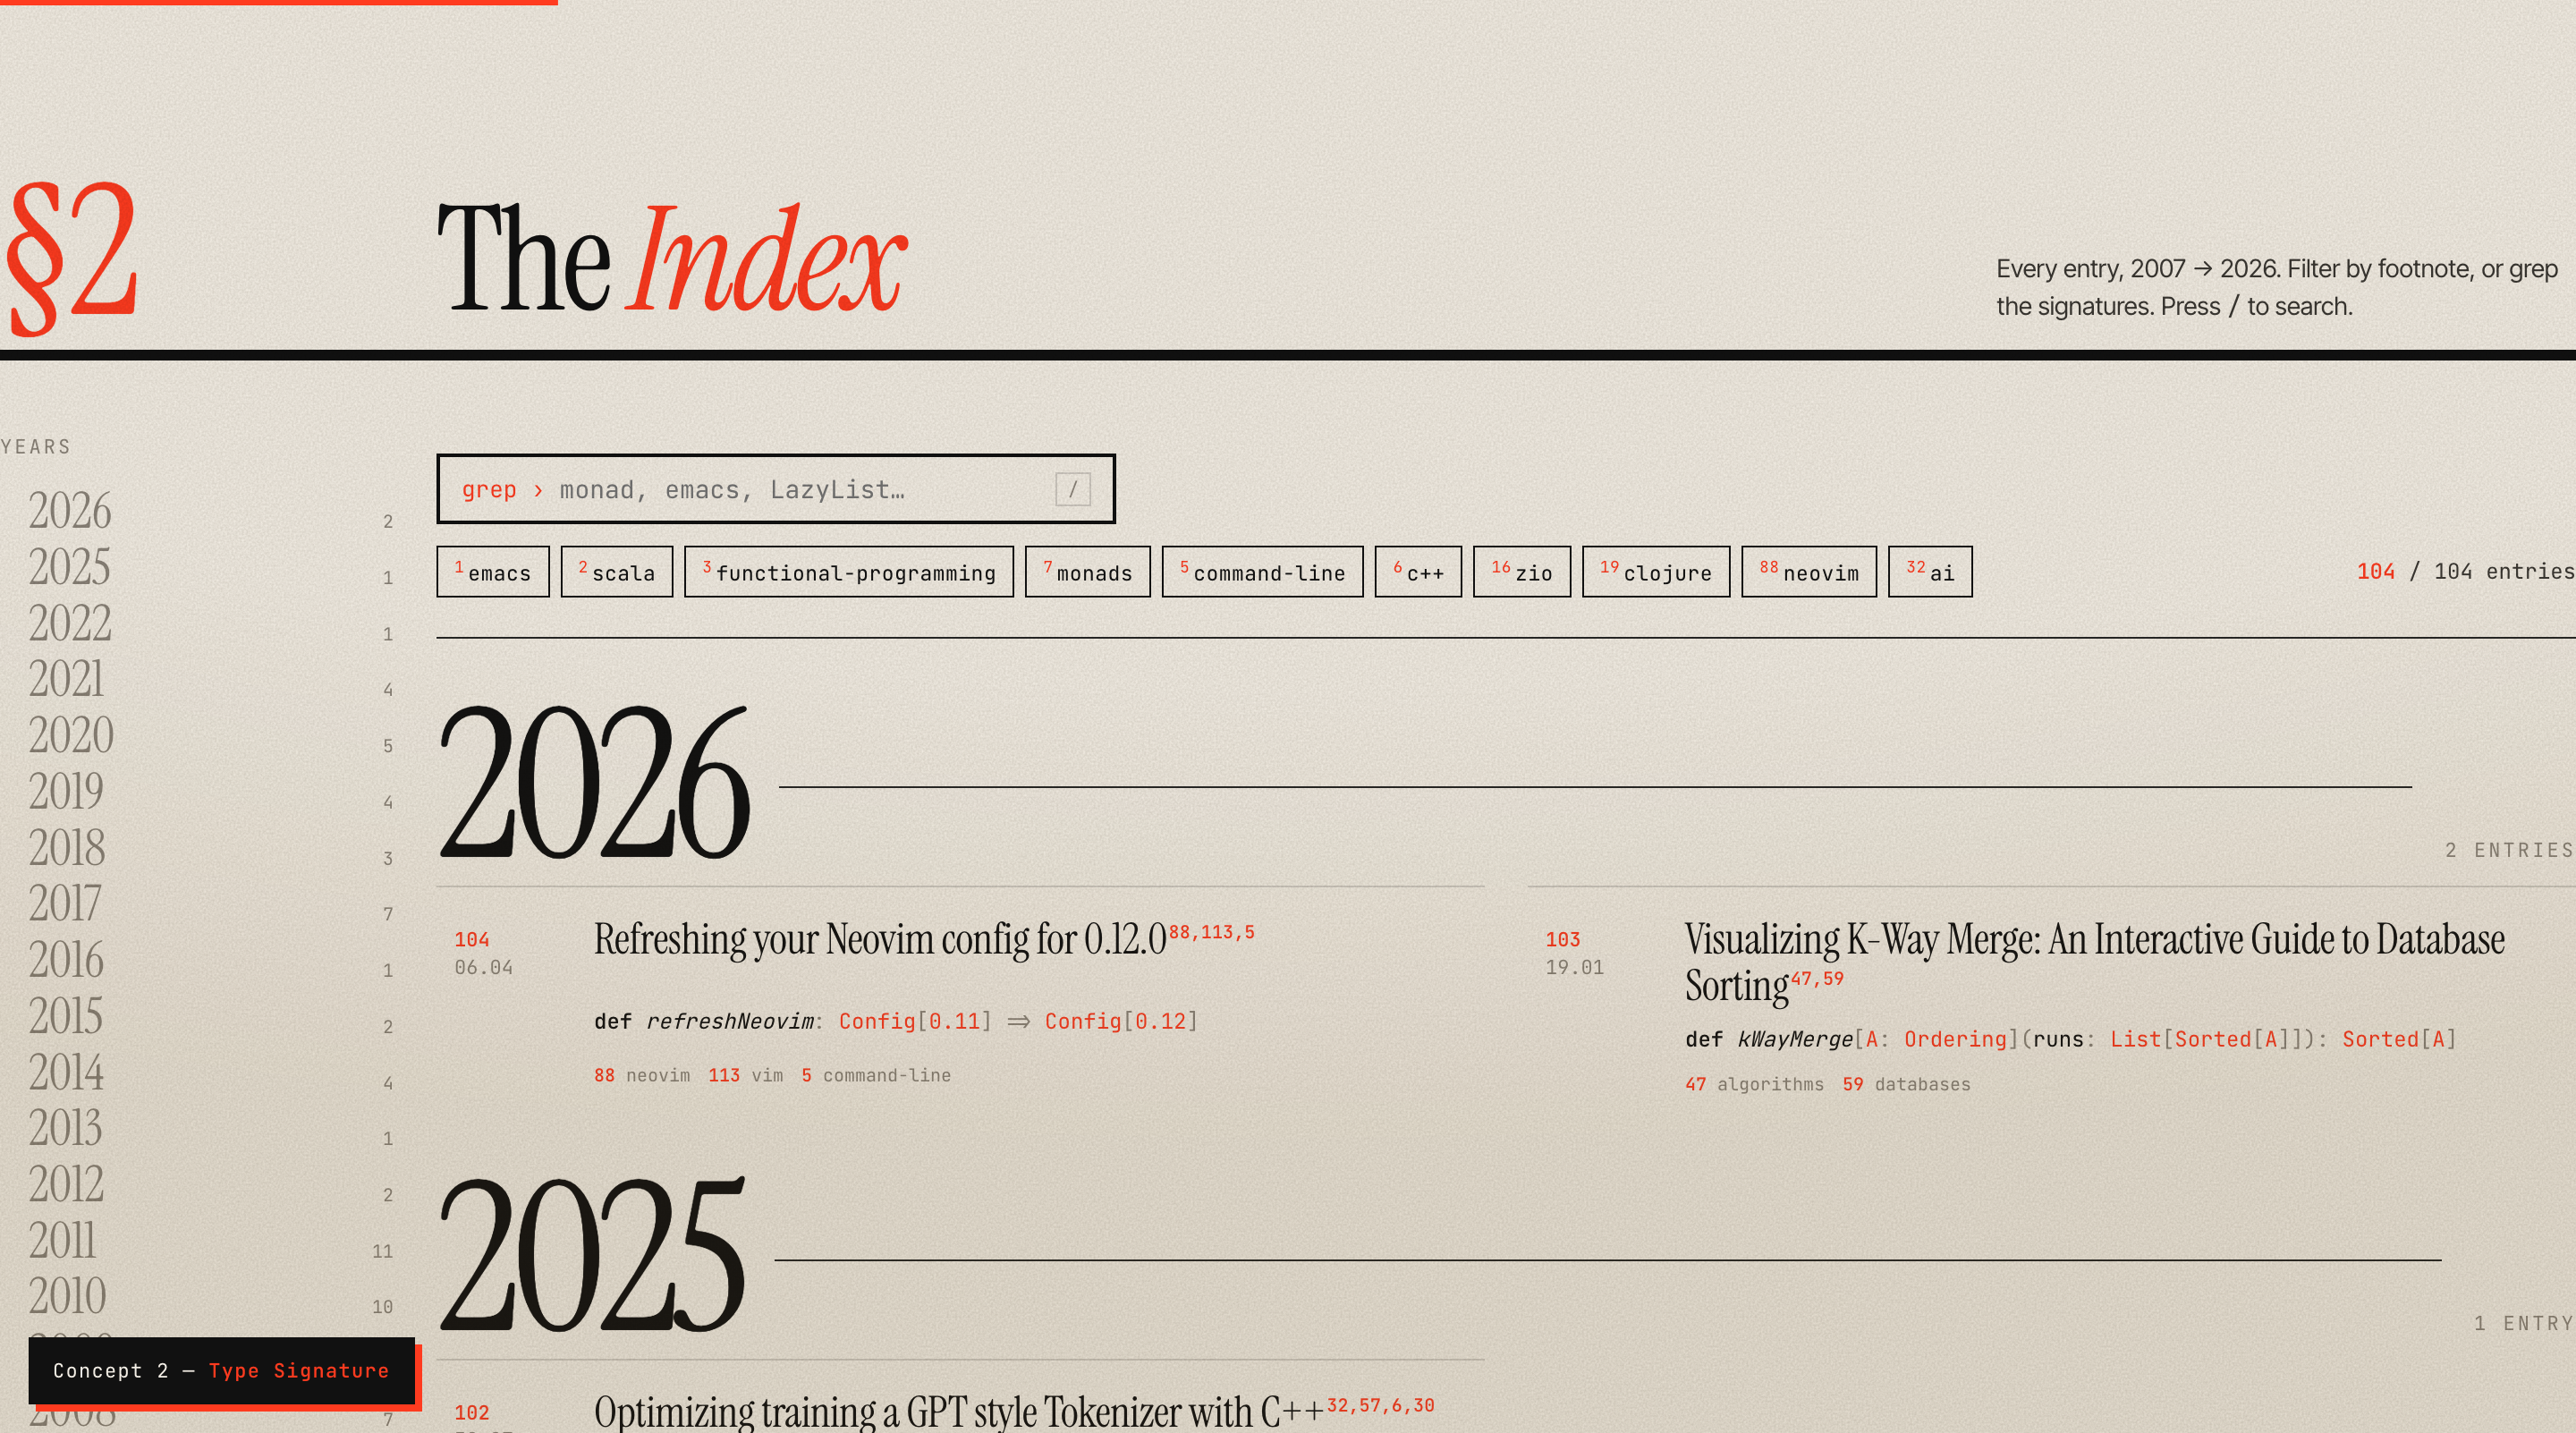 §2
The Index
Every entry, 2007 → 2026. Filter by footnote, or grep
the signatures. Press / to search.
YEARS
2026 2
2025 1
2022 1
2021 4
2020 5
2019 4
2018 3
2017 7
2016 1
2015 2
2014 4
2013 1
2012 2
2011 11
2010 10
2008 7
Concept 2 — Type Signature
grep › monad, emacs, LazyList… /
1 emacs 2 scala 3 functional-programming 7 monads 5 command-line 6 c++ 16 zio 19 clojure 88 neovim 32 ai
104 / 104 entries
2026
2 ENTRIES
104
06.04
Refreshing your Neovim config for 0.12.0 88,113,5
def refreshNeovim: Config[0.11] ⇒ Config[0.12]
88 neovim 113 vim 5 command-line
103
19.01
Visualizing K-Way Merge: An Interactive Guide to Database
Sorting 47,59
def kWayMerge[A: Ordering](runs: List[Sorted[A]]): Sorted[A]
47 algorithms 59 databases
2025
1 ENTRY
102
Optimizing training a GPT style Tokenizer with C++ 32,57,6,30